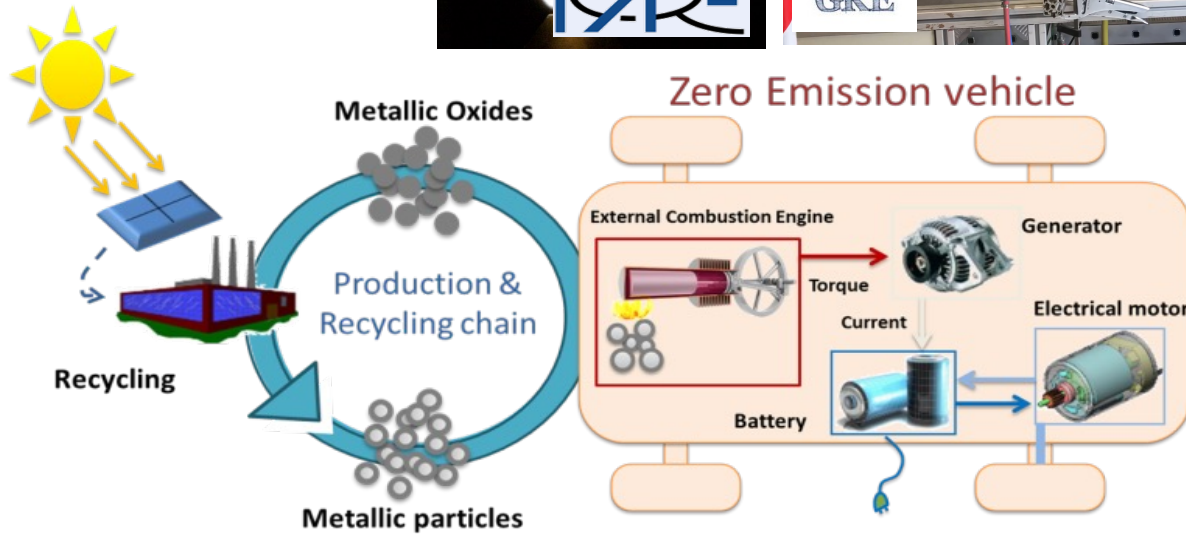 GRE
Zero Emission vehicle
Metallic Oxides
External Combustion Engine
Generator
Torque
Production &
Recycling chain
Current
Electrical motor
Recycling
Battery
Metallic particles